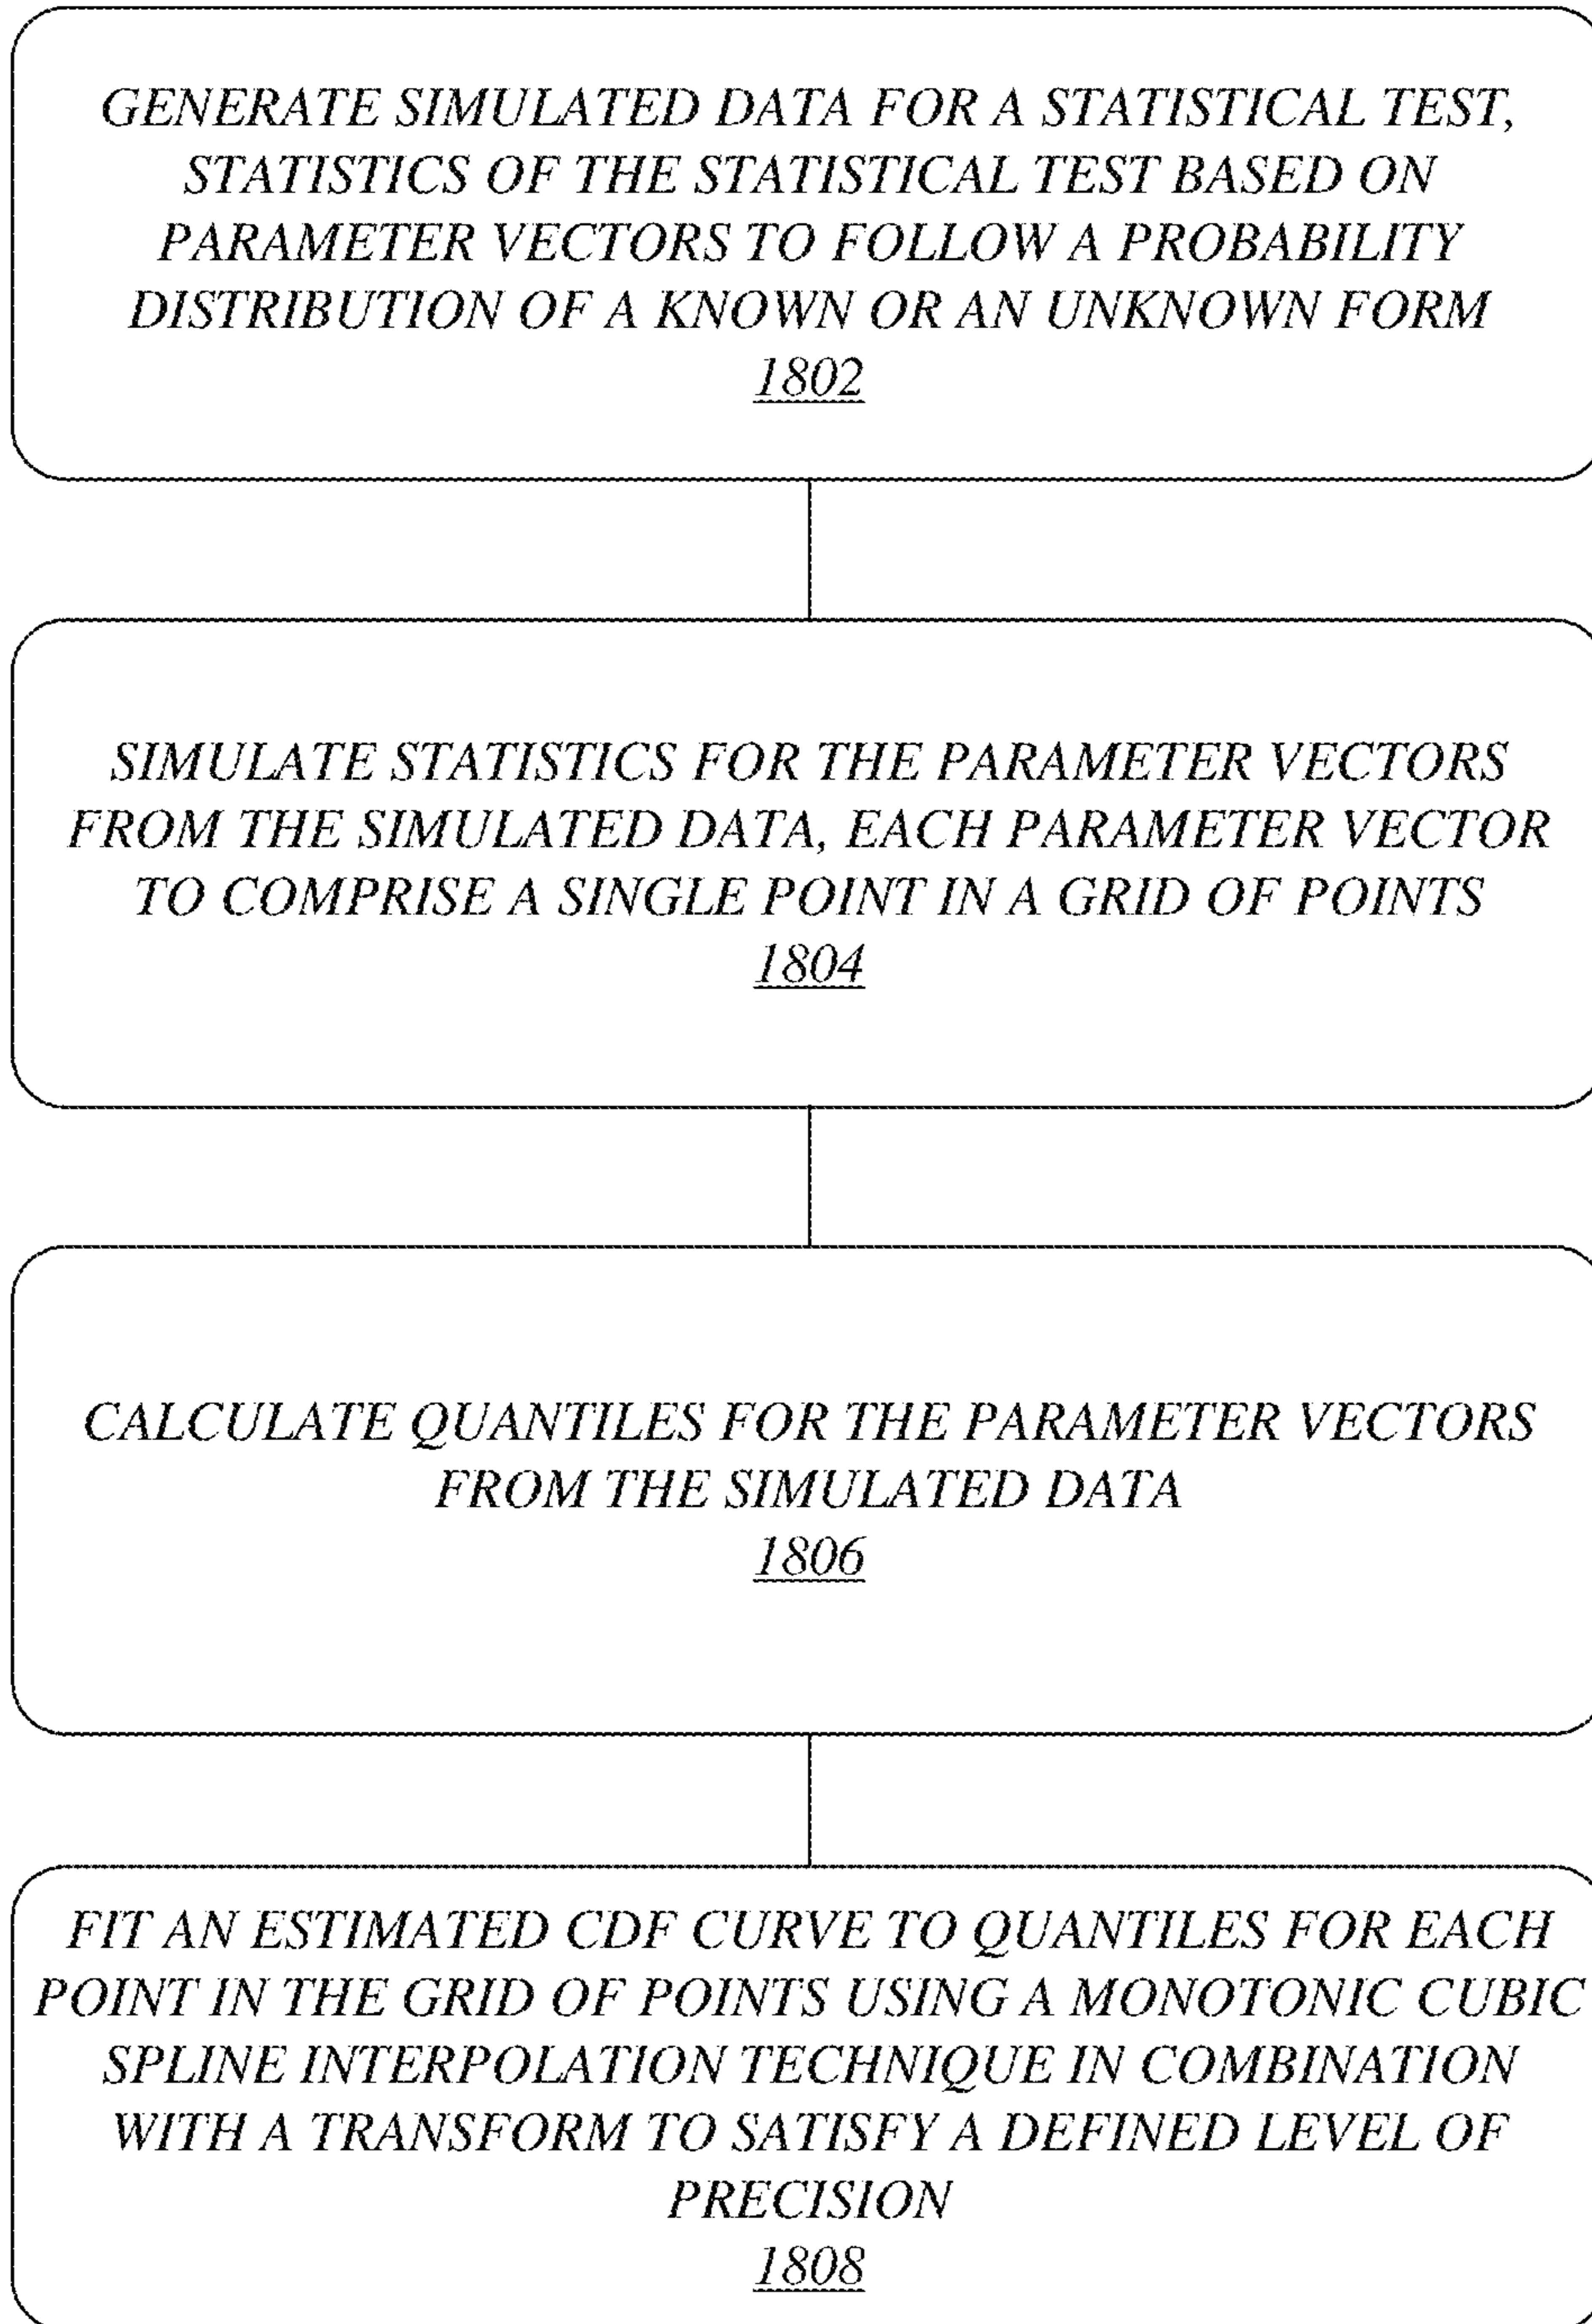 GENERATE SIMULATED DATA FOR A STATISTICAL TEST,
STATISTICS OF THE STATISTICAL TEST BASED ON
PARAMETER VECTORS TO FOLLOW A PROBABILITY
DISTRIBUTION OF A KNOWN OR AN UNKNOWN FORM
1802
SIMULATE STATISTICS FOR THE PARAMETER VECTORS
FROM THE SIMULATED DATA, EACH PARAMETER VECTOR
TO COMPRISE A SINGLE POINT IN A GRID OF POINTS
1804
CALCULATE QUANTILES FOR THE PARAMETER VECTORS
FROM THE SIMULATED DATA
1806
FIT AN ESTIMATED CDF CURVE TO QUANTILES FOR EACH
POINT IN THE GRID OF POINTS USING A MONOTONIC CUBIC
SPLINE INTERPOLATION TECHNIQUE IN COMBINATION
WITH A TRANSFORM TO SATISFY A DEFINED LEVEL OF
PRECISION
1808